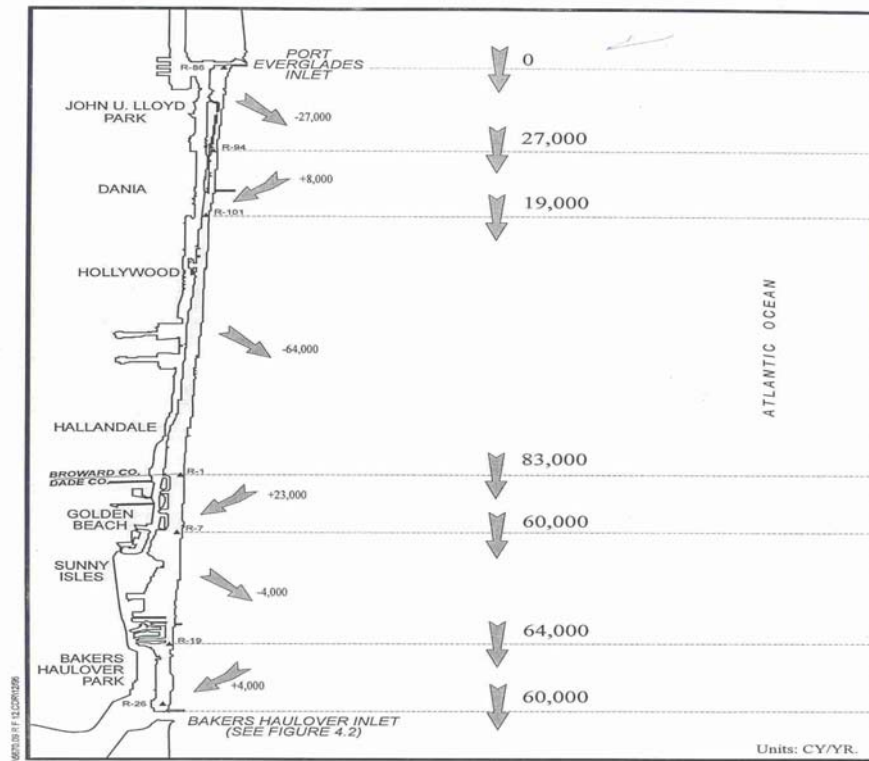 PORT
EVERGLADES
INLET
R-86
0
JOHN U. LLOYD
PARK
-27,000
27,000
R-94
DANIA
+8,000
19,000
R-101
HOLLYWOOD
-64,000
ATLANTIC OCEAN
HALLANDALE
83,000
BROWARD CO.
DADE CO.
R-1
+23,000
GOLDEN
BEACH
60,000
R-7
SUNNY
ISLES
-4,000
64,000
R-19
BAKERS
HAULOVER
PARK
+4,000
60,000
R-26
BAKERS HAULOVER INLET
(SEE FIGURE 4.2)
Units: CY/YR.